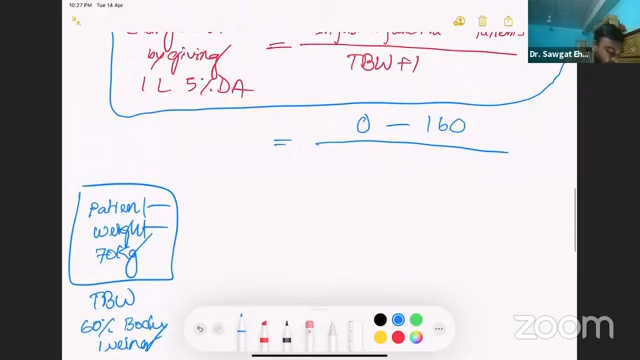 10:27 PM Tue 14 Apr
Dr. Sawgat Eh...
by giving
1 L 5% DA
=
TBW+1
= 0 — 160
Patient
weight
70kg
TBW
60% Body
zoom